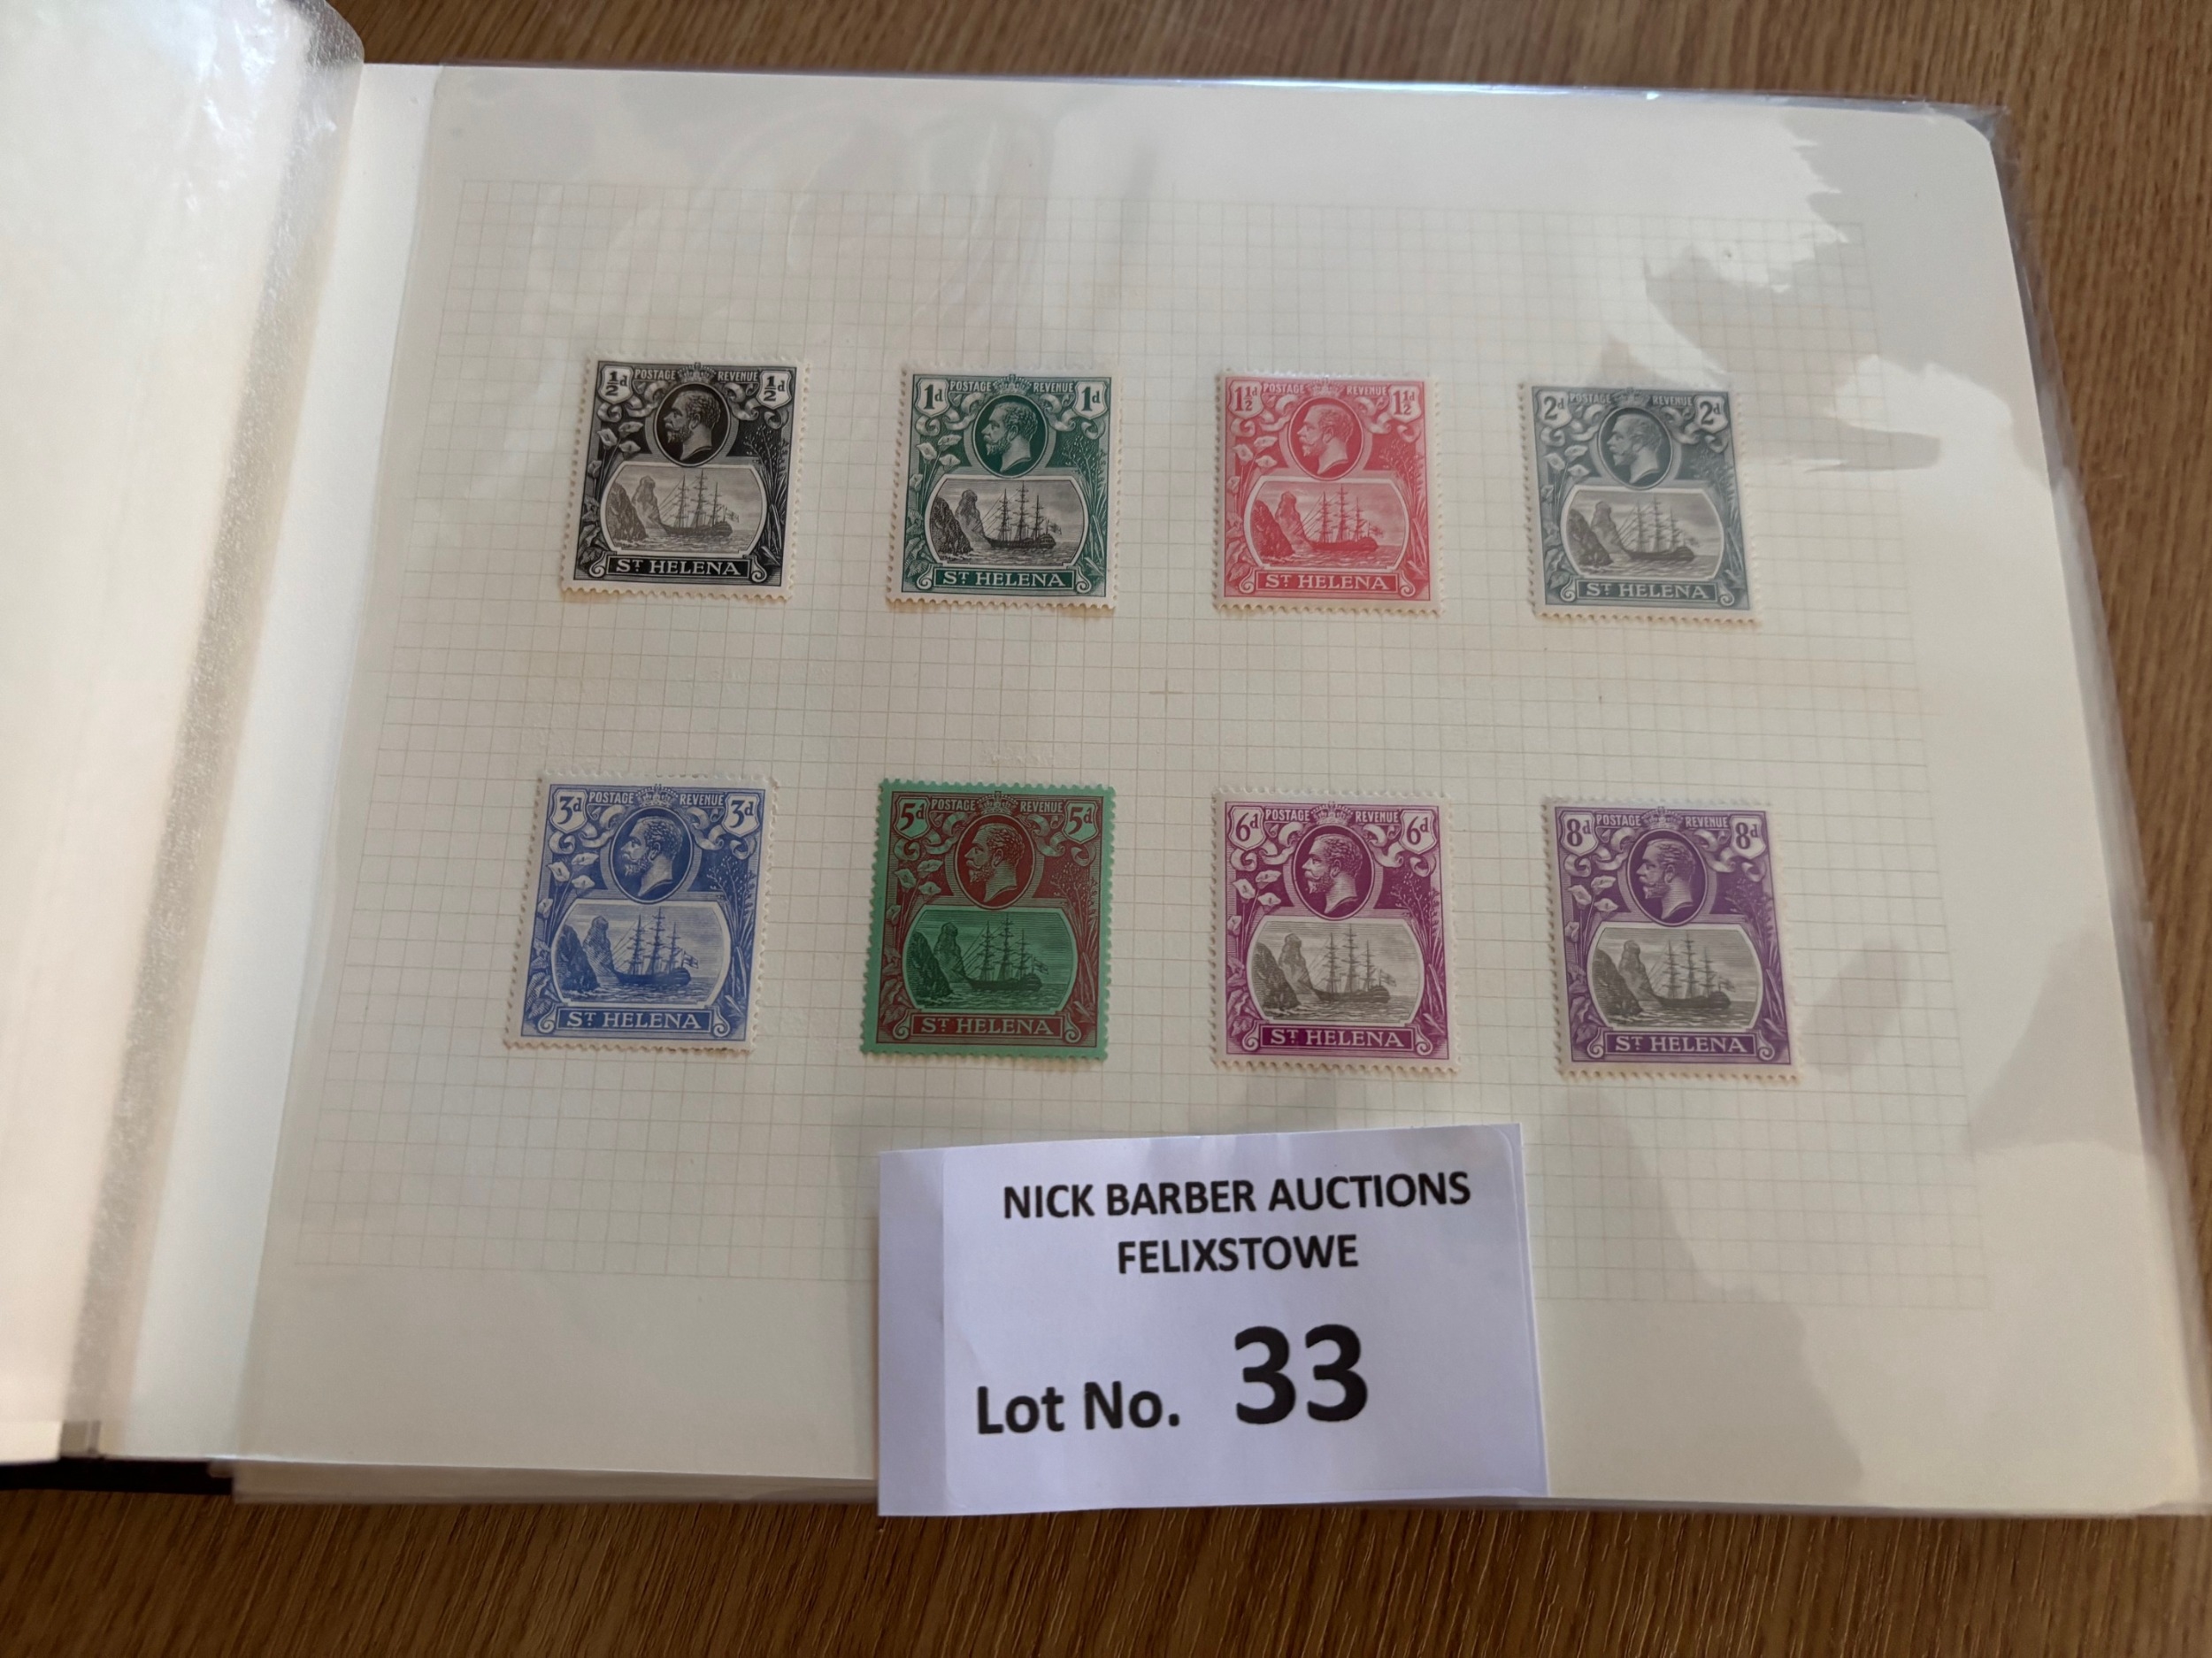 ½d POSTAGE REVENUE ½d
ST HELENA
1d POSTAGE REVENUE 1d
ST HELENA
1½d POSTAGE REVENUE 1½d
ST HELENA
2d POSTAGE REVENUE 2d
ST HELENA
3d POSTAGE REVENUE 3d
ST HELENA
5d POSTAGE REVENUE 5d
ST HELENA
6d POSTAGE REVENUE 6d
ST HELENA
8d POSTAGE REVENUE 8d
ST HELENA
NICK BARBER AUCTIONS
FELIXSTOWE
Lot No. 33